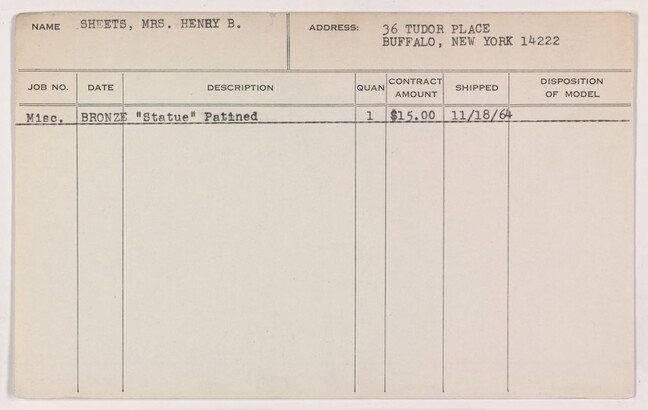 NAME SHEETS, MRS. HENRY B. ADDRESS: 36 TUDOR PLACE
BUFFALO, NEW YORK 14222
JOB NO. DATE DESCRIPTION QUAN CONTRACT AMOUNT SHIPPED DISPOSITION OF MODEL
Misc. BRONZE "Statue" Patined 1 $15.00 11/18/64